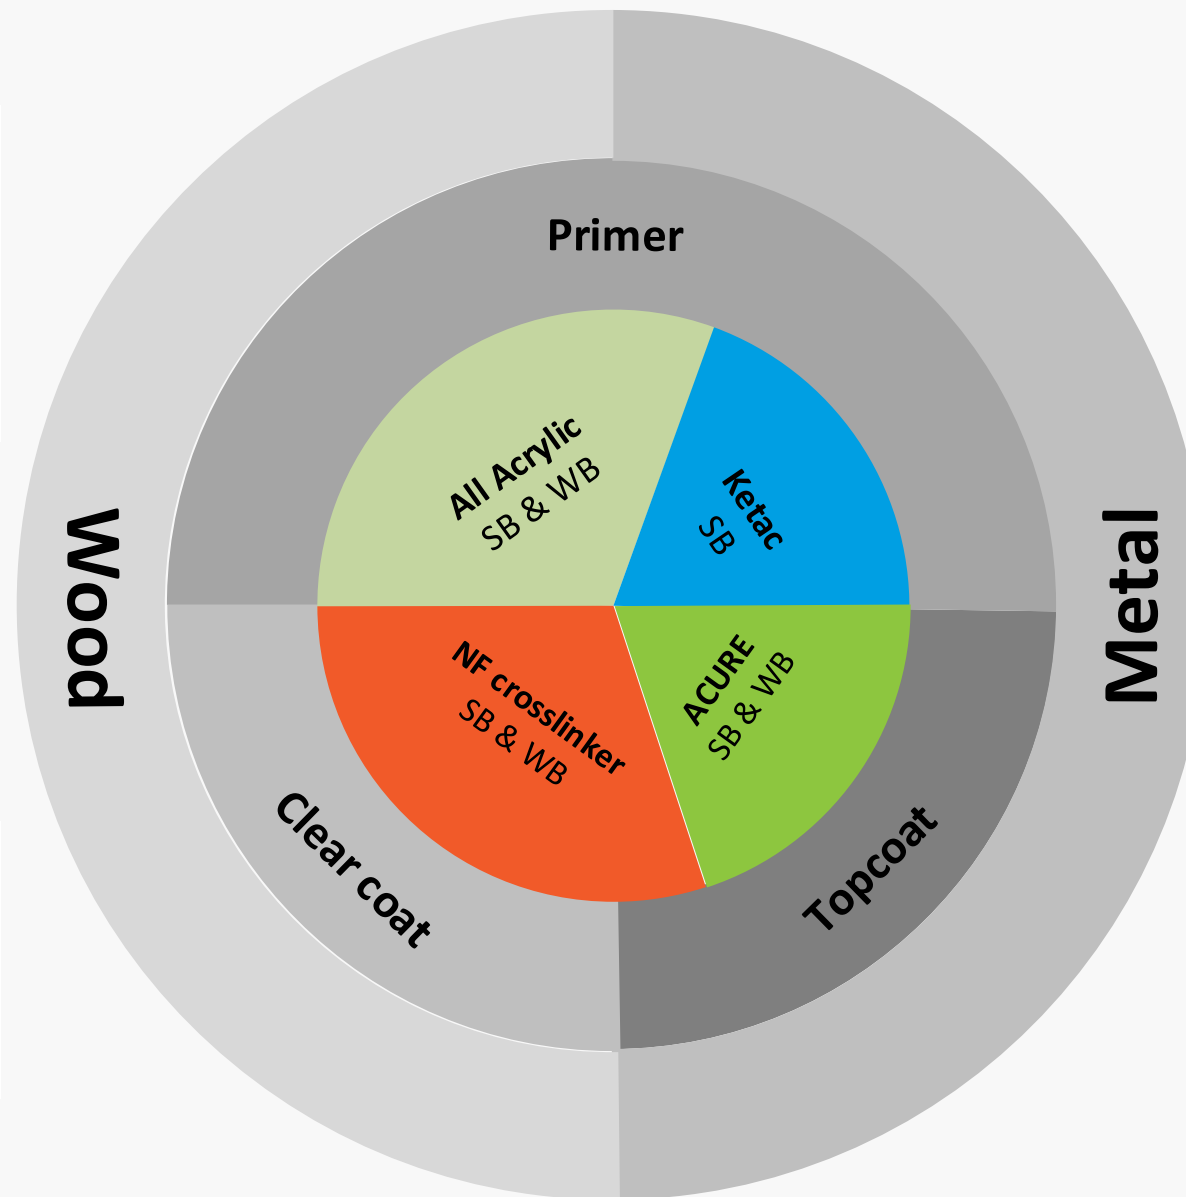 Primer
All Acrylic
SB & WB
Ketac
SB
Wood
Metal
NF crosslinker
SB & WB
ACURE
SB & WB
Clear coat
Topcoat